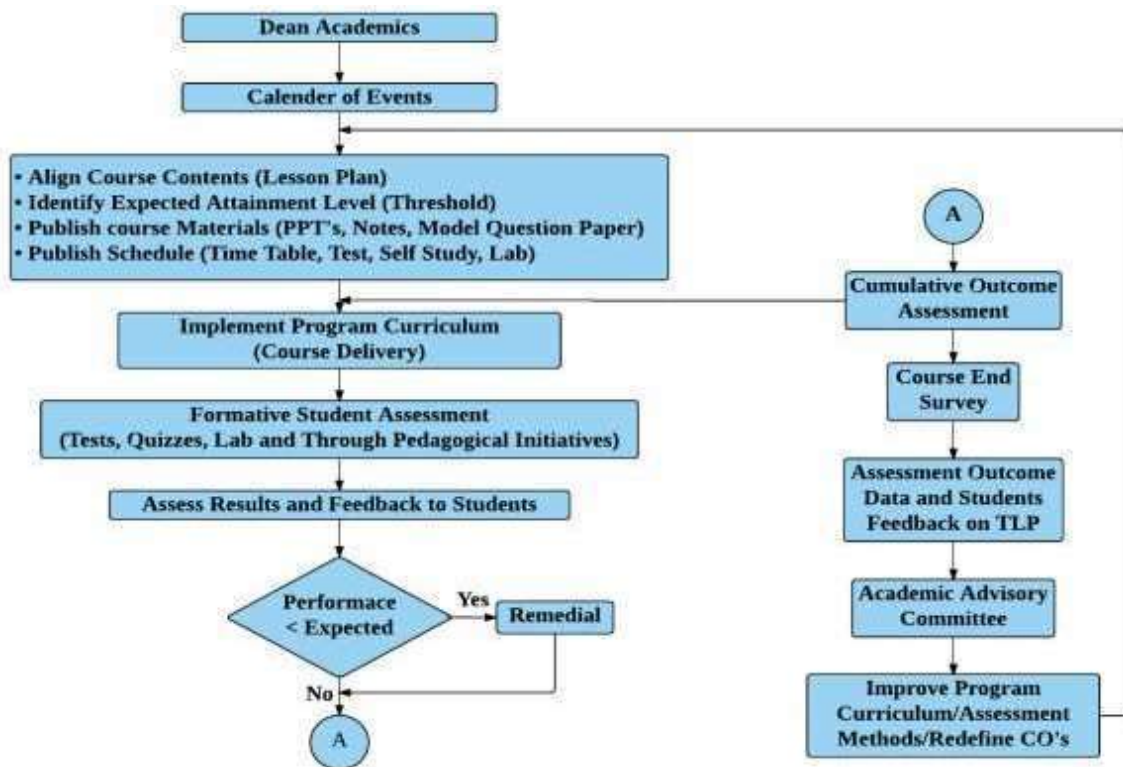 Dean Academics
Calender of Events
• Align Course Contents (Lesson Plan)
• Identify Expected Attainment Level (Threshold)
• Publish course Materials (PPT's, Notes, Model Question Paper)
• Publish Schedule (Time Table, Test, Self Study, Lab)
Implement Program Curriculum
(Course Delivery)
Formative Student Assessment
(Tests, Quizzes, Lab and Through Pedagogical Initiatives)
Assess Results and Feedback to Students
Performace
< Expected
Yes
Remedial
No
A
A
Cumulative Outcome
Assessment
Course End
Survey
Assessment Outcome
Data and Students
Feedback on TLP
Academic Advisory
Committee
Improve Program
Curriculum/Assessment
Methods/Redefine CO's